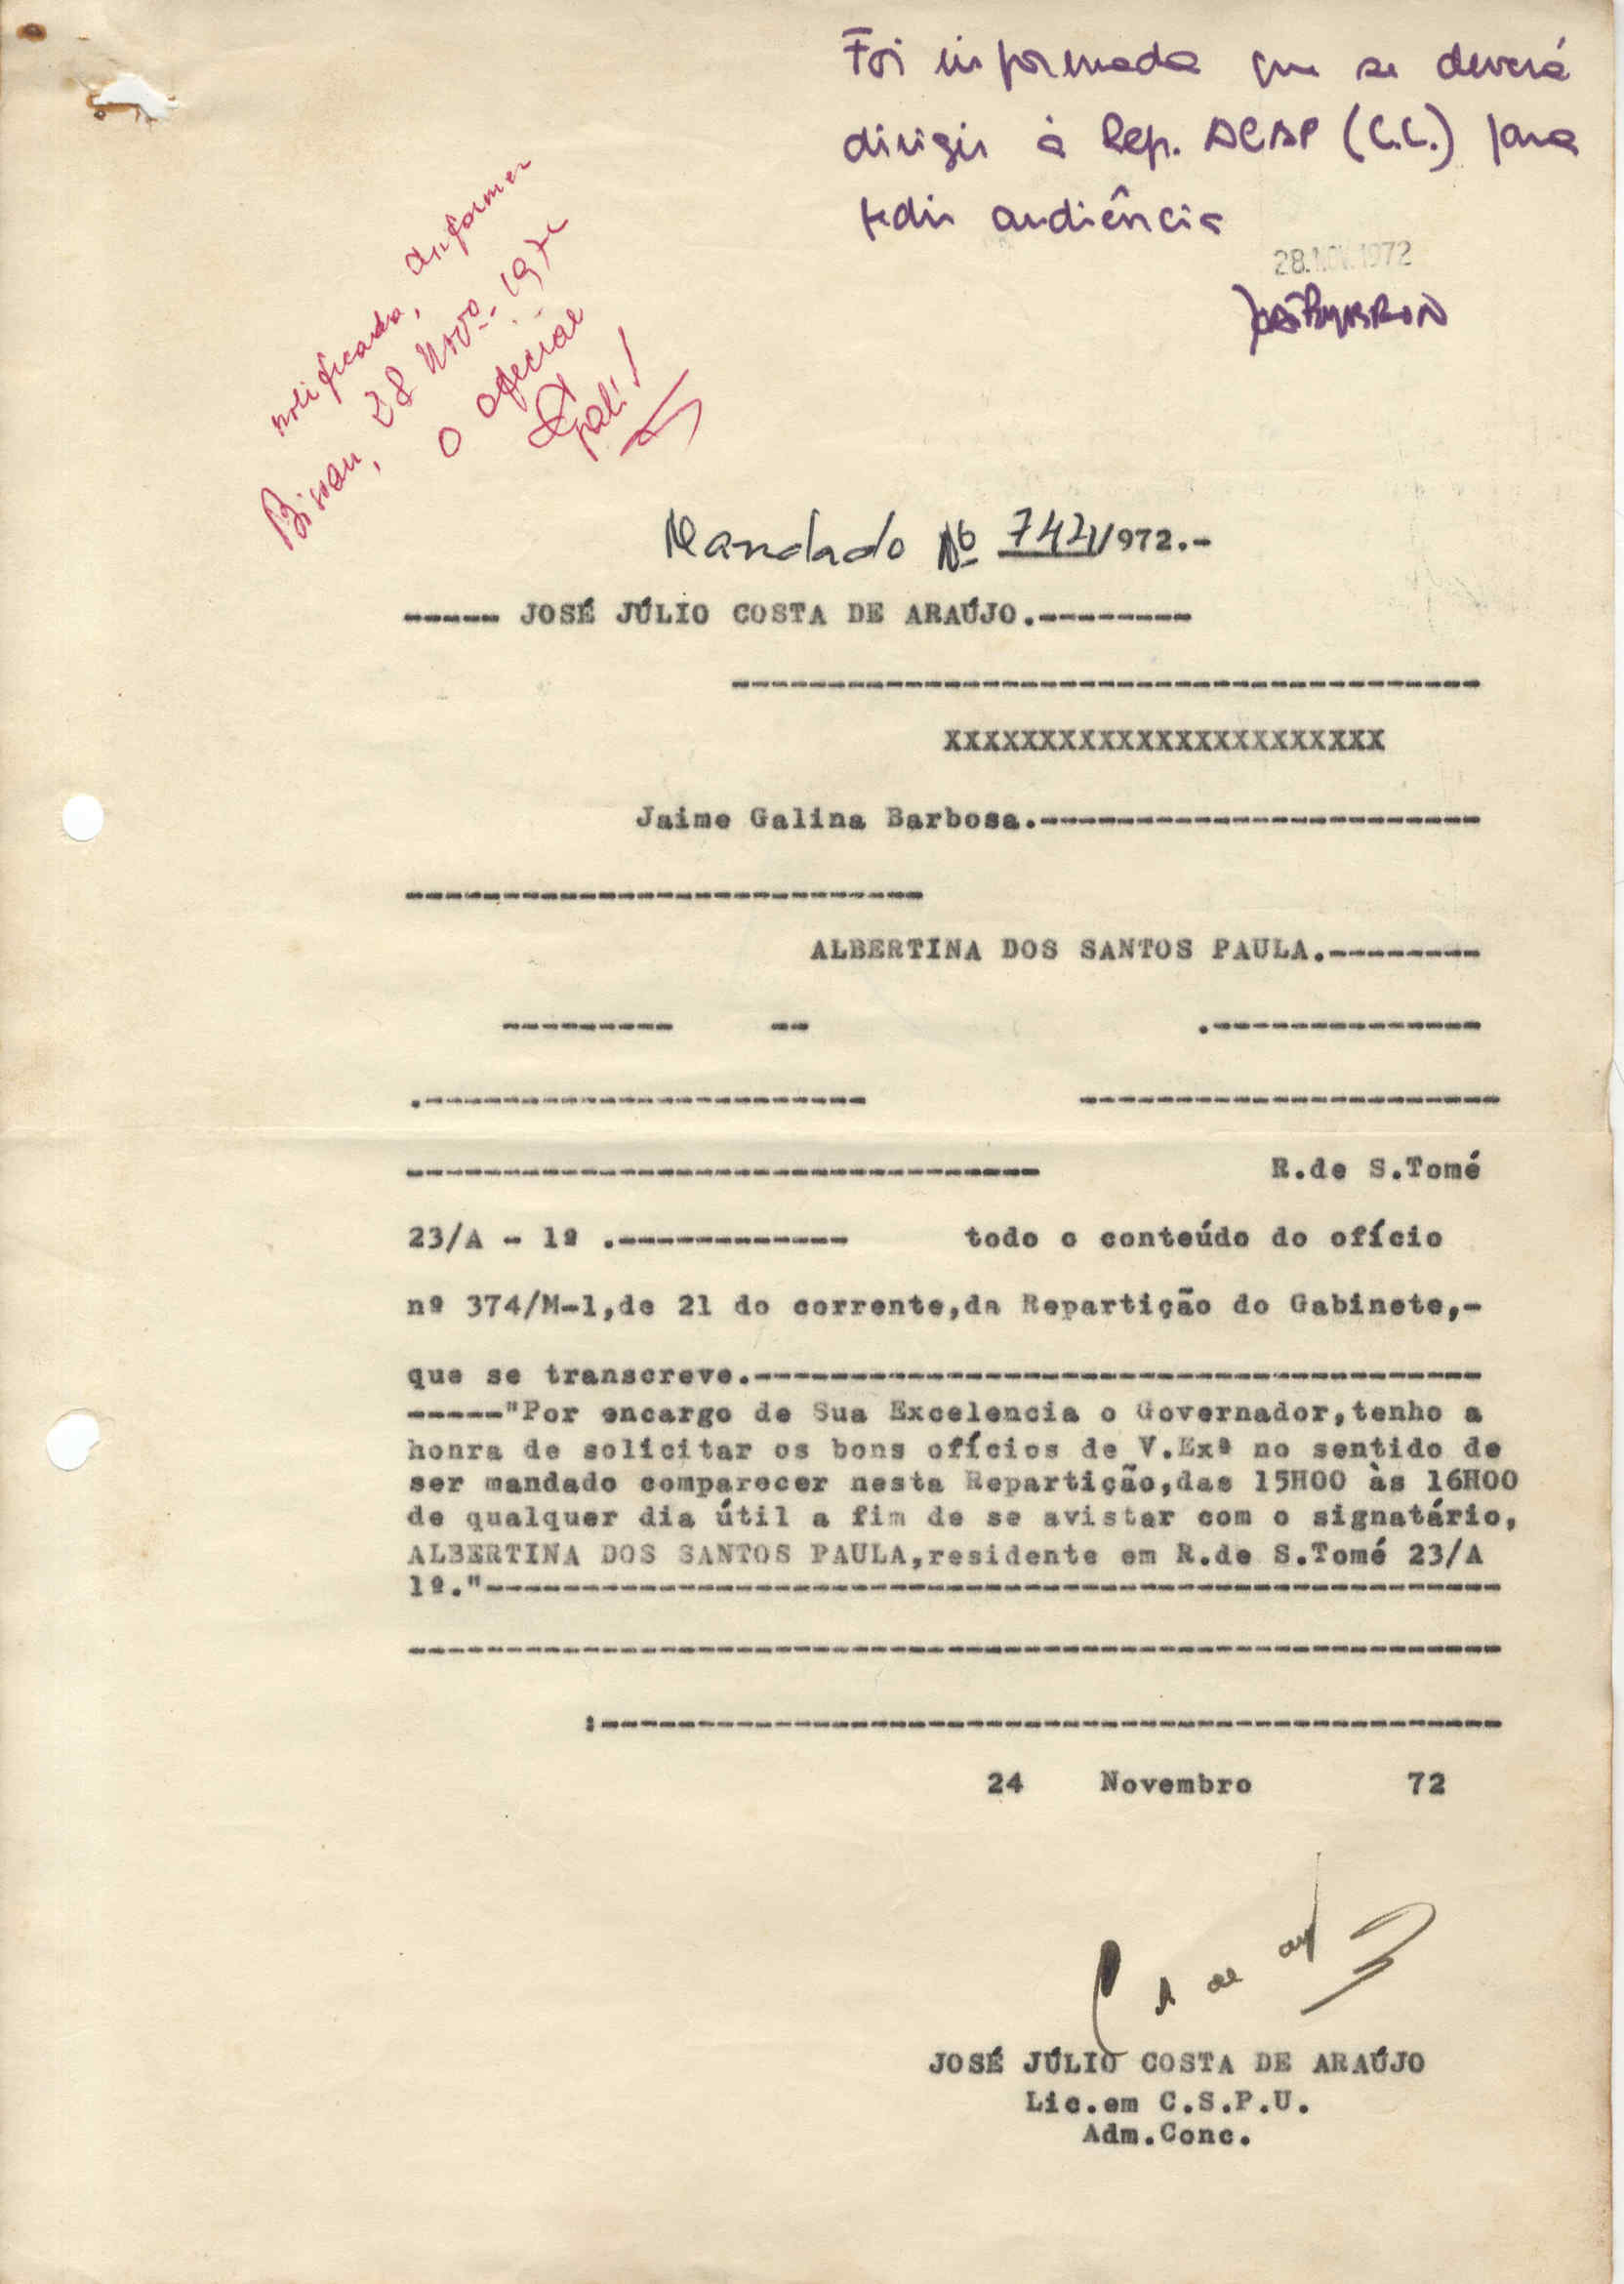 Foi informada que se deverá
dirigir à Rep. ACAP (C.C.) para
pedir audiência
28.NOV.1972
notificada,
Bissau, 28 Novo. 1972
O oficial
Mandado Nº 742/1972.-
----- JOSÉ JÚLIO COSTA DE ARAÚJO.--------
---------------------------------------
XXXXXXXXXXXXXXXXXXXXXXX
Jaime Galina Barbosa.-----------------------
---------------------------
ALBERTINA DOS SANTOS PAULA.--------
--------- -- .--------------
.----------------------- ----------------------
--------------------------------- R.de S.Tomé
23/A - 1º .------------ todo o conteúdo do ofício
nº 374/M-1,de 21 do corrente,da Repartição do Gabinete,-
que se transcreve.--------------------------------------
-----"Por encargo de Sua Excelencia o Governador,tenho a
honra de solicitar os bons ofícios de V.Exª no sentido de
ser mandado comparecer nesta Repartição,das 15H00 às 16H00
de qualquer dia útil a fim de se avistar com o signatário,
ALBERTINA DOS SANTOS PAULA,residente em R.de S.Tomé 23/A
1º."-----------------------------------------------------
---------------------------------------------------------
:-----------------------------------------------
24 Novembro 72
JOSÉ JÚLIO COSTA DE ARAÚJO
Lic.em C.S.P.U.
Adm.Conc.